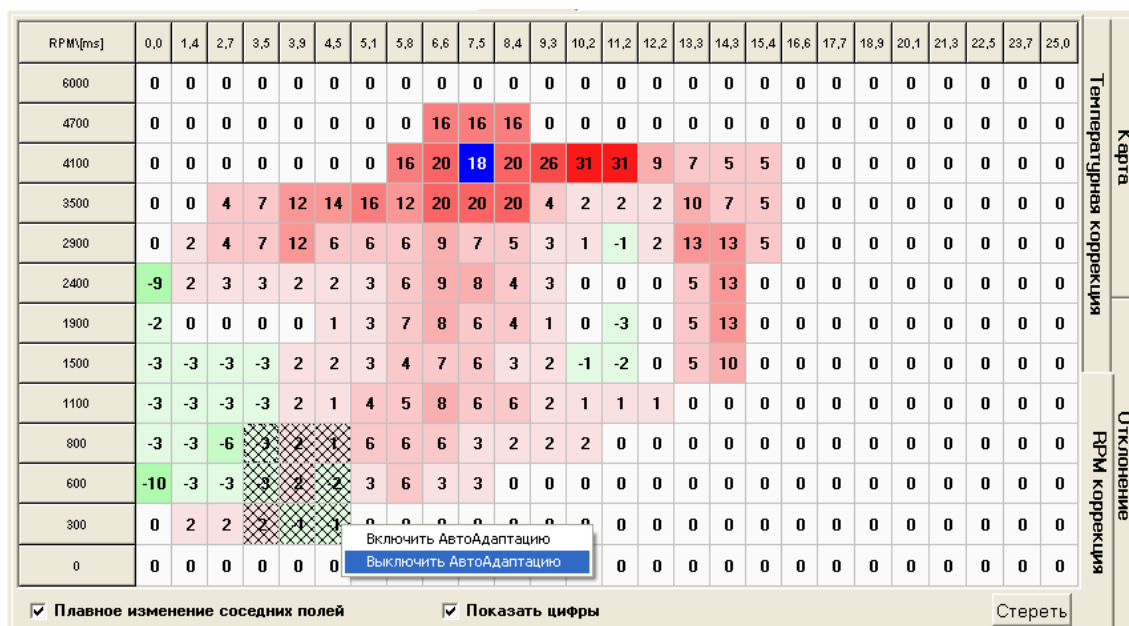 RPM\[ms] 0,0 1,4 2,7 3,5 3,9 4,5 5,1 5,8 6,6 7,5 8,4 9,3 10,2 11,2 12,2 13,3 14,3 15,4 16,6 17,7 18,9 20,1 21,3 22,5 23,7 25,0
6000 0 0 0 0 0 0 0 0 0 0 0 0 0 0 0 0 0 0 0 0 0 0 0 0 0 0
4700 0 0 0 0 0 0 0 0 16 16 16 0 0 0 0 0 0 0 0 0 0 0 0 0 0 0
4100 0 0 0 0 0 0 0 16 20 18 20 26 31 31 9 7 5 5 0 0 0 0 0 0 0 0
3500 0 0 4 7 12 14 16 12 20 20 20 4 2 2 2 10 7 5 0 0 0 0 0 0 0 0
2900 0 2 4 7 12 6 6 6 9 7 5 3 1 -1 2 13 13 5 0 0 0 0 0 0 0 0
2400 -9 2 3 3 2 2 3 6 9 8 4 3 0 0 0 5 13 0 0 0 0 0 0 0 0 0
1900 -2 0 0 0 0 1 3 7 8 6 4 1 0 -3 0 5 13 0 0 0 0 0 0 0 0 0
1500 -3 -3 -3 -3 2 2 3 4 7 6 3 2 -1 -2 0 5 10 0 0 0 0 0 0 0 0 0
1100 -3 -3 -3 -3 2 1 4 5 8 6 6 2 1 1 1 0 0 0 0 0 0 0 0 0 0 0
800 -3 -3 -6 2 1 6 6 6 3 2 2 2 0 0 0 0 0 0 0 0 0 0 0 0 0
600 -10 -3 -3 -3 2 -2 3 6 3 3 0 0 0 0 0 0 0 0 0 0 0 0 0 0 0 0
300 0 2 2 2 -1 0 0 0 0 0 0 0 0 0 0 0 0 0
0 0 0 0 0 0 0 0 0 0 0 0 0 0 0 0 0 0 0 0
Включить АвтоАдаптацию
Выключить АвтоАдаптацию
Плавное изменение соседних полей
Показать цифры
Стереть
Температурная коррекция
RPM коррекция
Карта
Отклонение